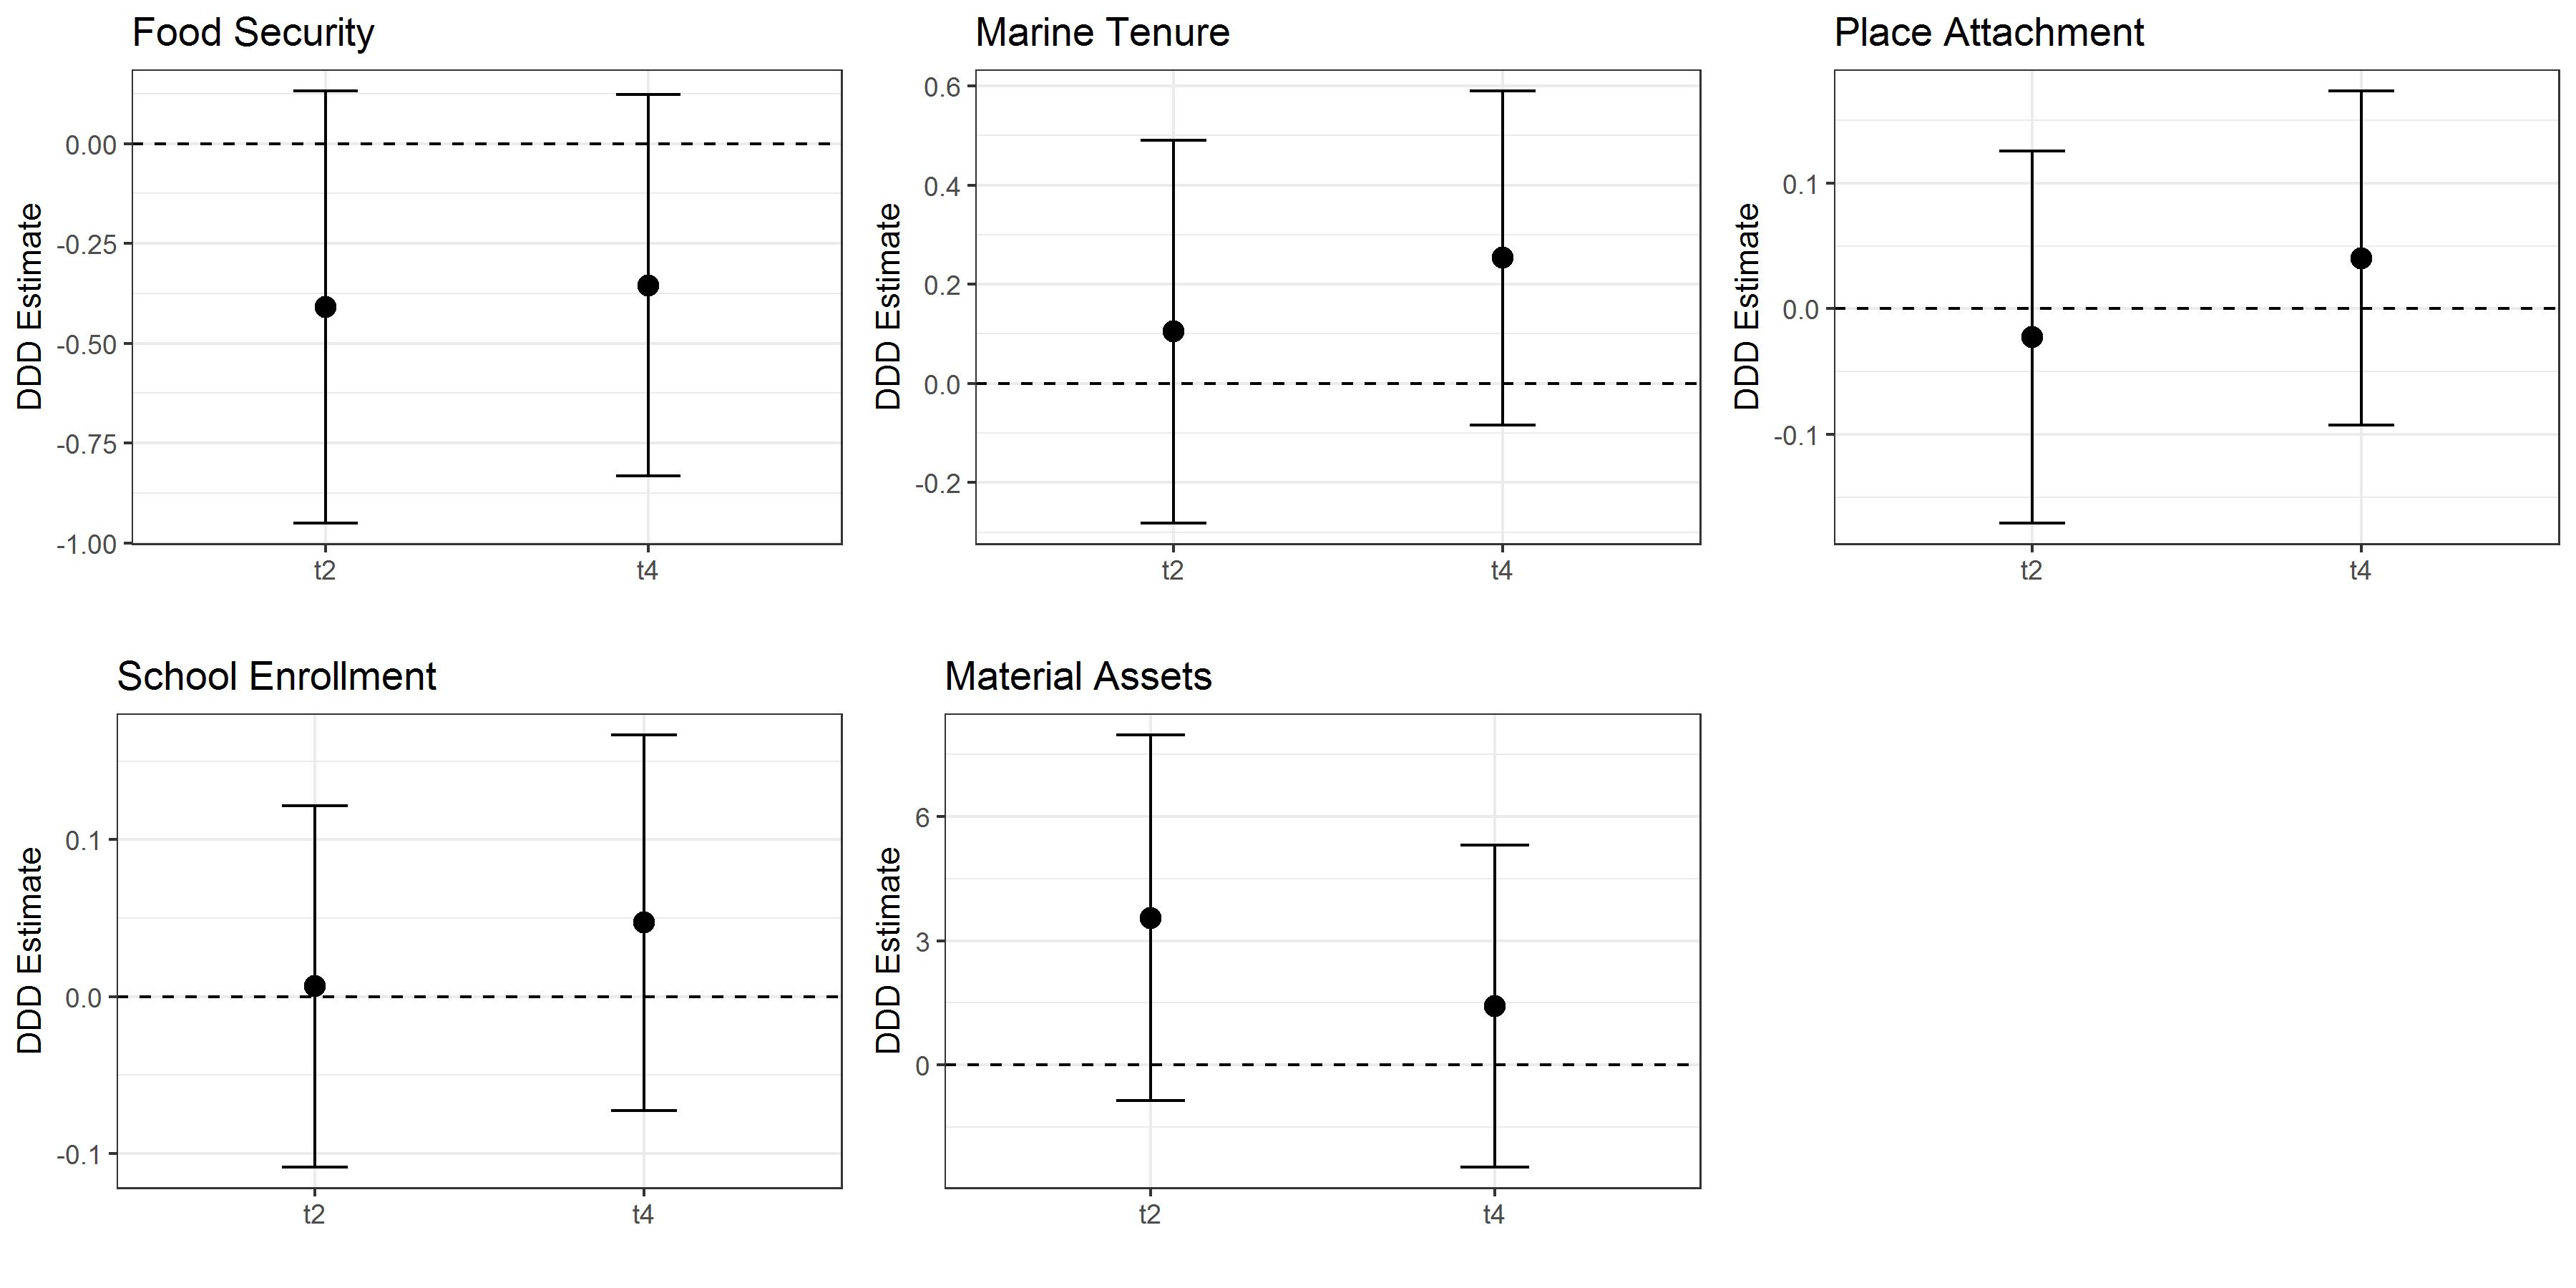 Food Security
DDD Estimate
0.00
-0.25
-0.50
-0.75
-1.00
t2 t4
Marine Tenure
DDD Estimate
0.6
0.4
0.2
0.0
-0.2
t2 t4
Place Attachment
DDD Estimate
0.1
0.0
-0.1
t2 t4
School Enrollment
DDD Estimate
0.1
0.0
-0.1
t2 t4
Material Assets
DDD Estimate
6
3
0
t2 t4